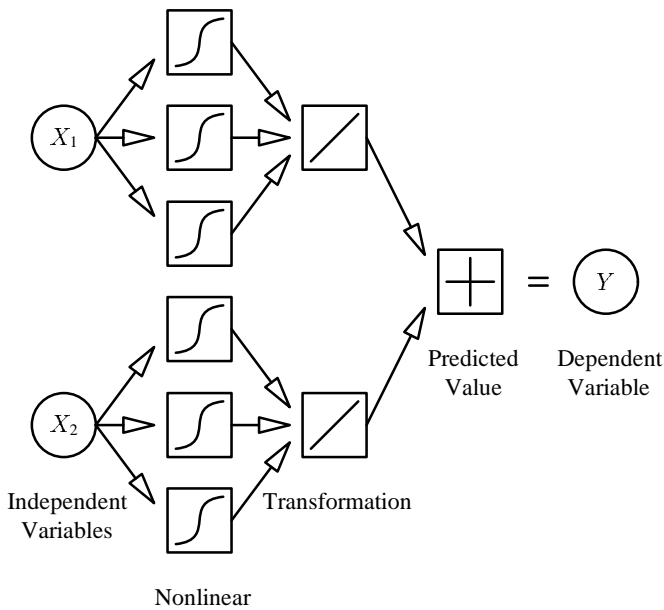 X₁
+ = Y
Predicted Value
Dependent Variable
X₂
Independent Variables
Transformation
Nonlinear